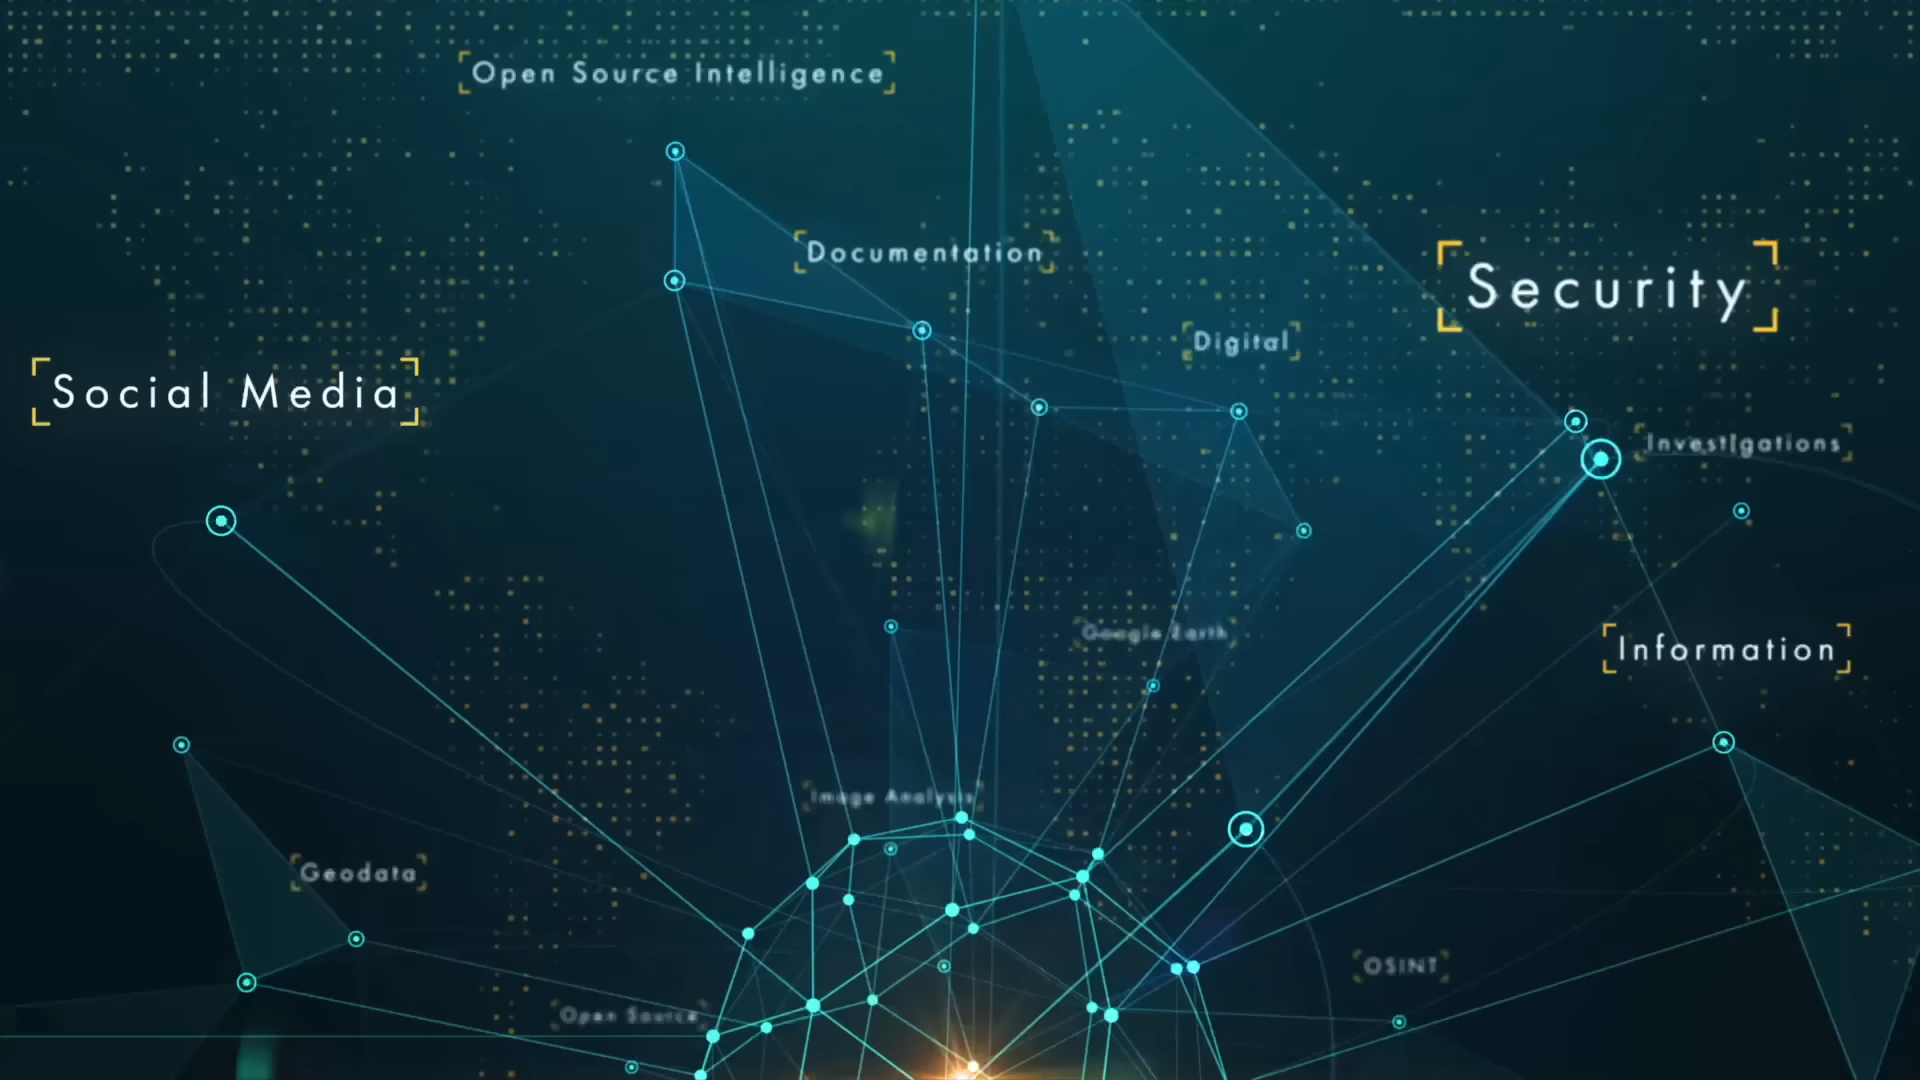 Open Source Intelligence
Documentation
Security
Digital
Social Media
Investigations
Google Earth
Information
Image Analysis
Geodata
OSINT
Open Source